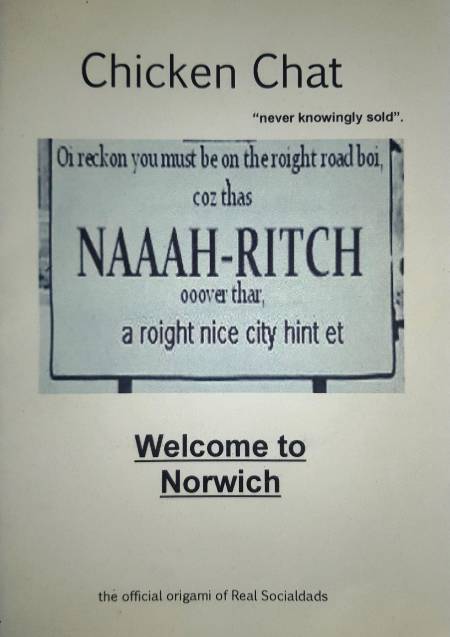 Chicken Chat
“never knowingly sold”.
Oi reckon you must be on the roight road boi,
coz thas
NAAAH-RITCH
ooover thar,
a roight nice city hint et
Welcome to
Norwich
the official origami of Real Socialdads